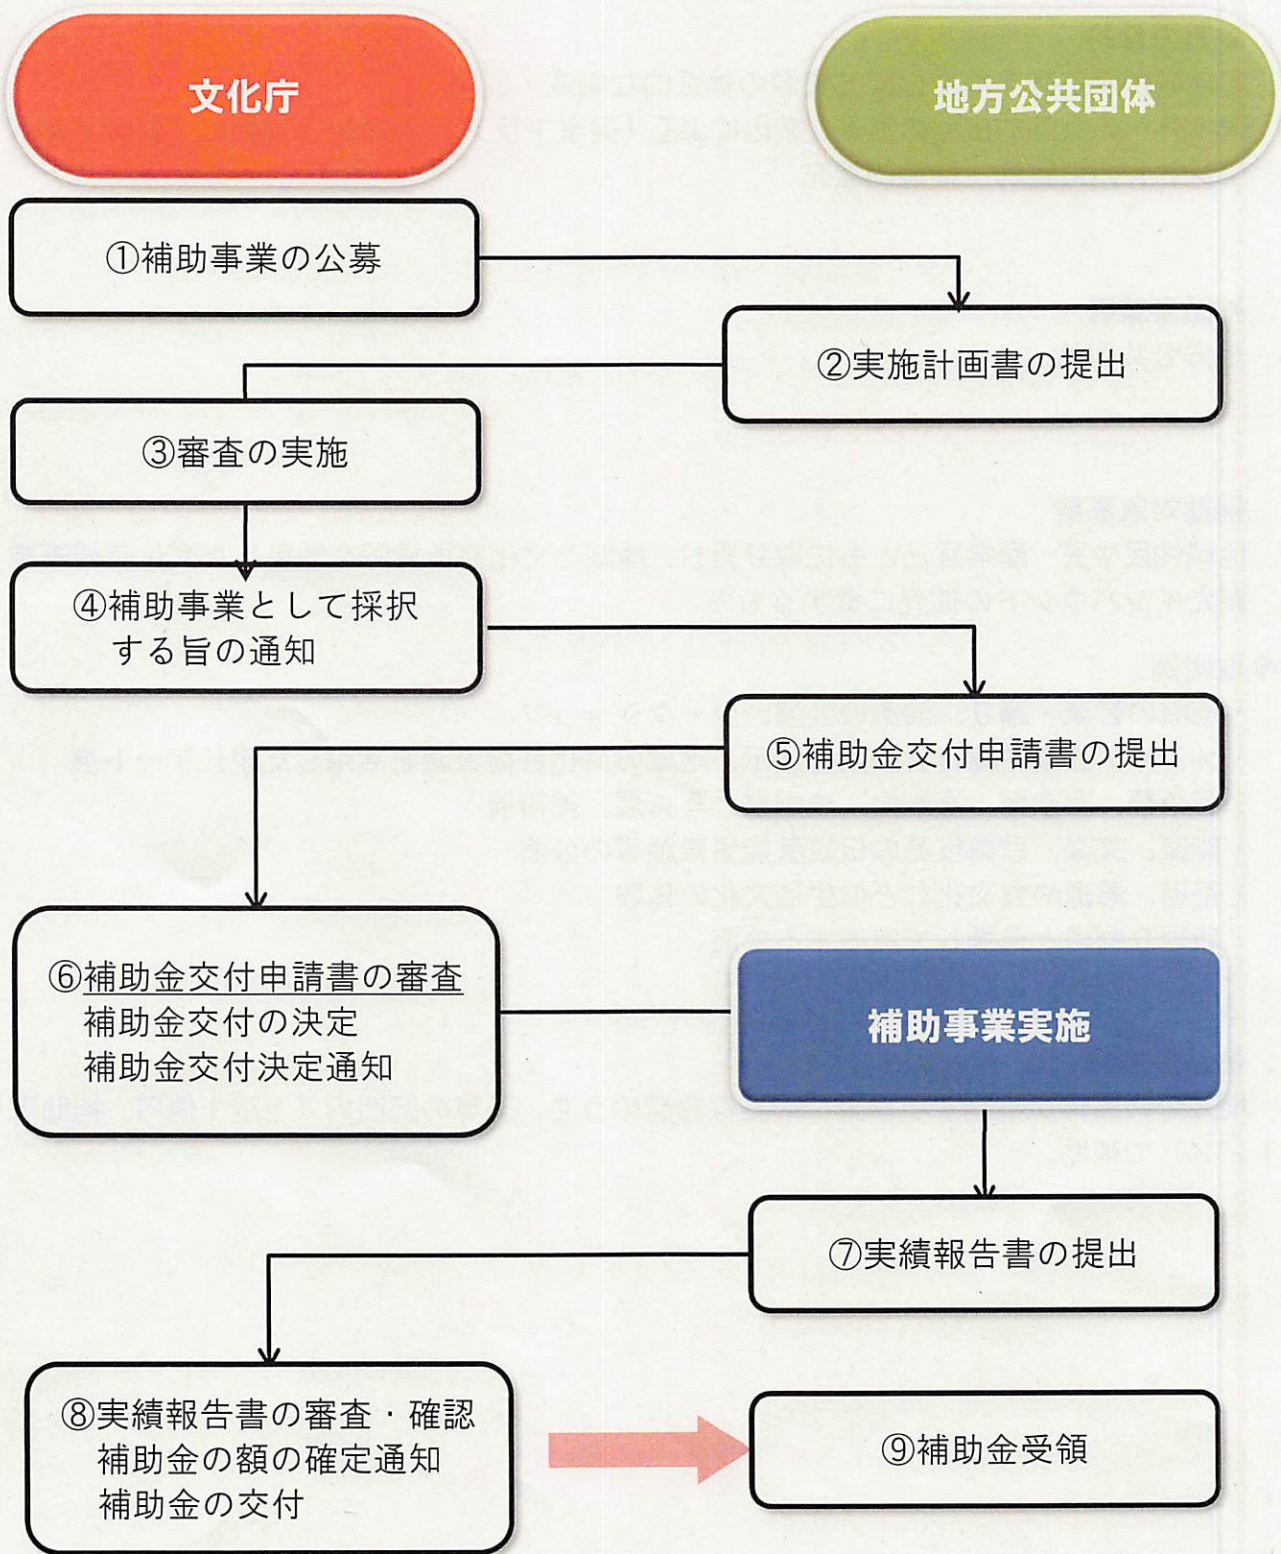 文化庁
地方公共団体
①補助事業の公募
②実施計画書の提出
③審査の実施
④補助事業として採択
する旨の通知
⑤補助金交付申請書の提出
⑥補助金交付申請書の審査
補助金交付の決定
補助金交付決定通知
補助事業実施
⑦実績報告書の提出
⑧実績報告書の審査・確認
補助金の額の確定通知
補助金の交付
⑨補助金受領